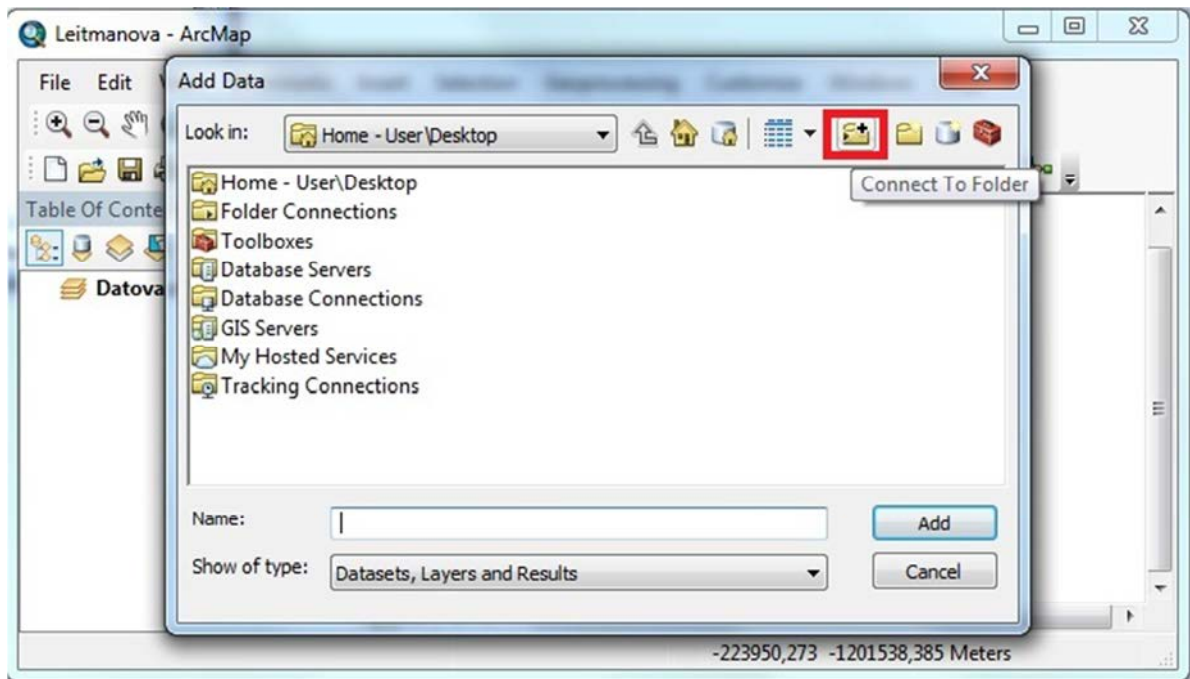 Leitmanova - ArcMap
File Edit
Add Data
Look in: Home - User\Desktop
Connect To Folder
Table Of Conte
Datova
Home - User\Desktop
Folder Connections
Toolboxes
Database Servers
Database Connections
GIS Servers
My Hosted Services
Tracking Connections
Name:
Add
Show of type: Datasets, Layers and Results
Cancel
-223950,273 -1201538,385 Meters